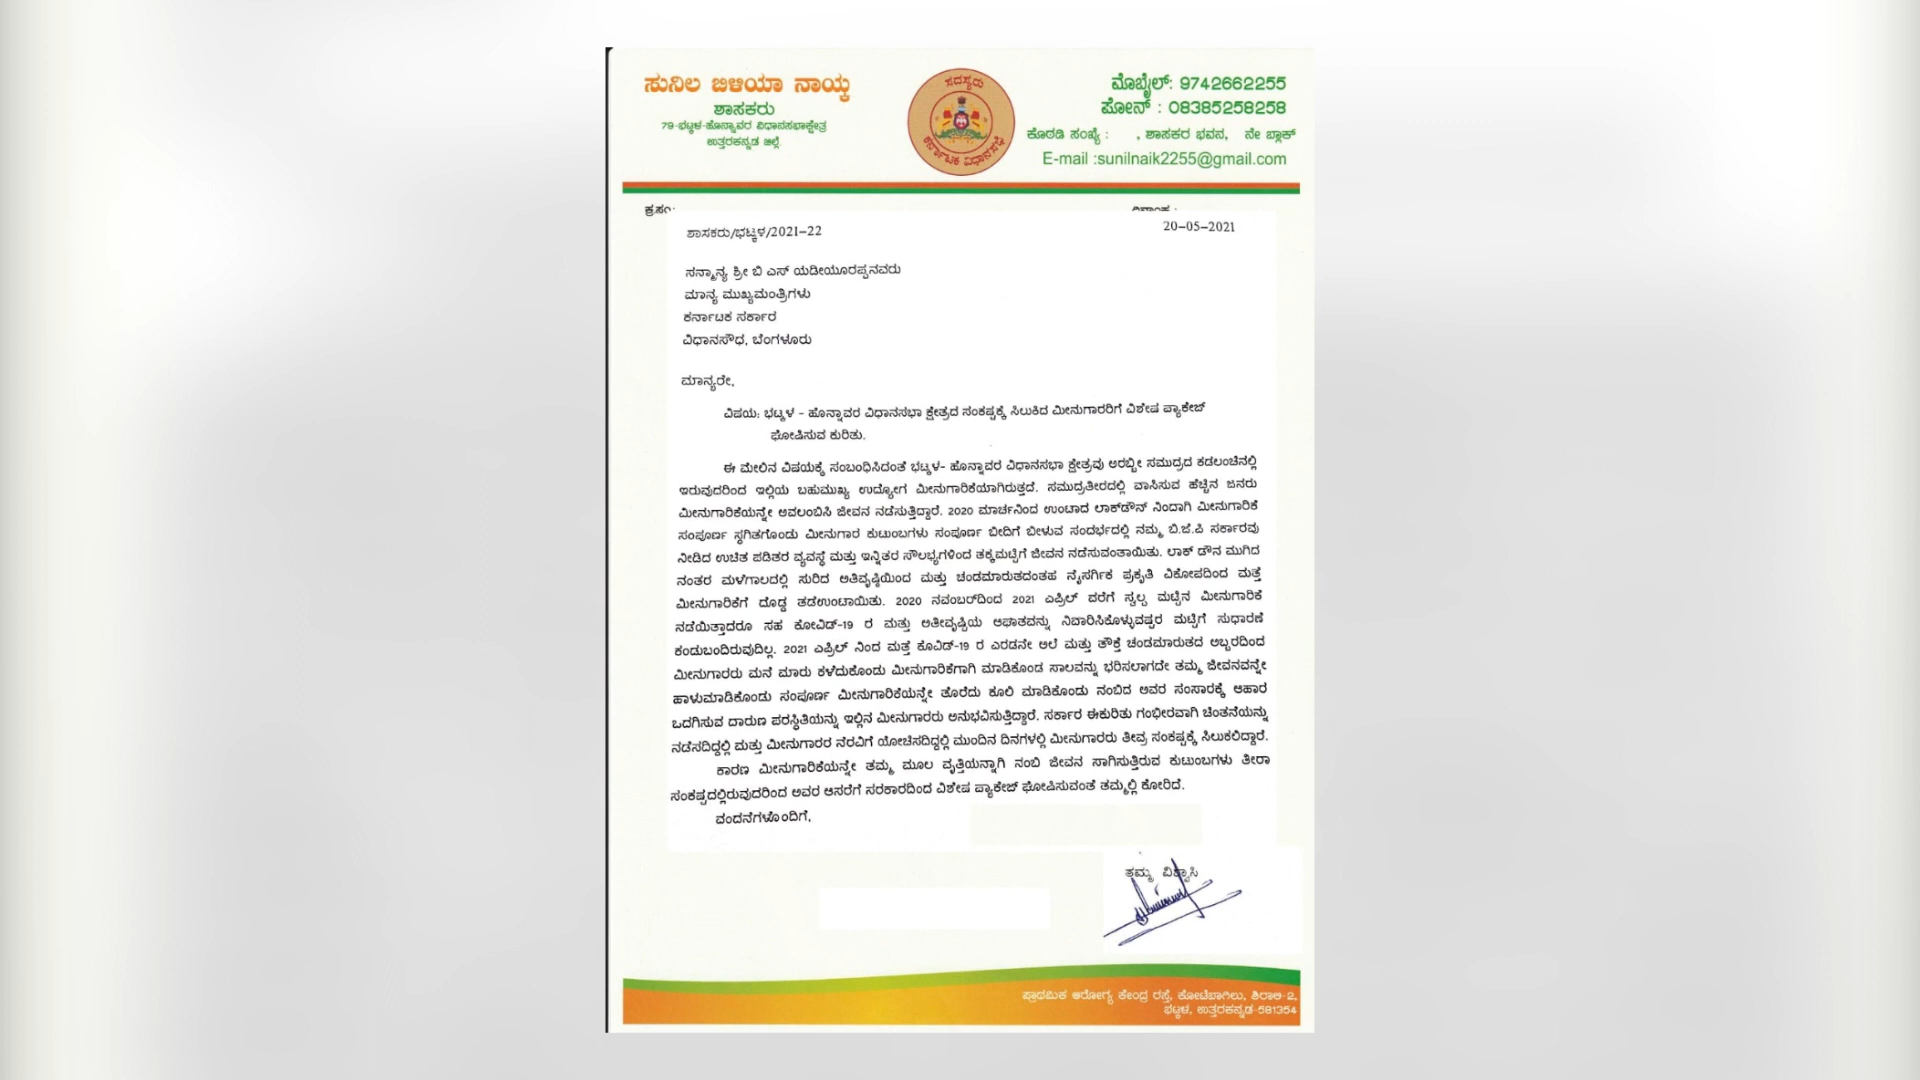 ಸುನಿಲ ಬಿಳಿಯಾ ನಾಯ್ಕ
ಶಾಸಕರು
79-ಭಟ್ಕಳ-ಹೊನ್ನಾವರ ವಿಧಾನಸಭಾಕ್ಷೇತ್ರ
ಉತ್ತರಕನ್ನಡ ಜಿಲ್ಲೆ.
ಸದಸ್ಯರು
ಕರ್ನಾಟಕ ವಿಧಾನಸಭೆ
ಮೊಬೈಲ್: 9742662255
ಫೋನ್ : 08385258258
ಕೊಠಡಿ ಸಂಖ್ಯೆ : , ಶಾಸಕರ ಭವನ, ನೇ ಬ್ಲಾಕ್
E-mail :sunilnaik2255@gmail.com
ಕ್ರ.ಸಂ:
ದಿನಾಂಕ :
ಶಾಸಕರು/ಭಟ್ಕಳ/2021-22
20-05-2021
ಸನ್ಮಾನ್ಯ ಶ್ರೀ ಬಿ ಎಸ್ ಯಡೀಯೂರಪ್ಪನವರು
ಮಾನ್ಯ ಮುಖ್ಯಮಂತ್ರಿಗಳು
ಕರ್ನಾಟಕ ಸರ್ಕಾರ
ವಿಧಾನಸೌಧ, ಬೆಂಗಳೂರು
ಮಾನ್ಯರೇ,
ವಿಷಯ: ಭಟ್ಕಳ - ಹೊನ್ನಾವರ ವಿಧಾನಸಭಾ ಕ್ಷೇತ್ರದ ಸಂಕಷ್ಟಕ್ಕೆ ಸಿಲುಕಿದ ಮೀನುಗಾರರಿಗೆ ವಿಶೇಷ ಪ್ಯಾಕೇಜ್
ಘೋಷಿಸುವ ಕುರಿತು.
ಈ ಮೇಲಿನ ವಿಷಯಕ್ಕೆ ಸಂಬಂಧಿಸಿದಂತೆ ಭಟ್ಕಳ- ಹೊನ್ನಾವರ ವಿಧಾನಸಭಾ ಕ್ಷೇತ್ರವು ಅರಬ್ಬೀ ಸಮುದ್ರದ ಕಡಲಂಚಿನಲ್ಲಿ
ಇರುವುದರಿಂದ ಇಲ್ಲಿಯ ಬಹುಮುಖ್ಯ ಉದ್ಯೋಗ ಮೀನುಗಾರಿಕೆಯಾಗಿರುತ್ತದೆ. ಸಮುದ್ರತೀರದಲ್ಲಿ ವಾಸಿಸುವ ಹೆಚ್ಚಿನ ಜನರು
ಮೀನುಗಾರಿಕೆಯನ್ನೇ ಅವಲಂಬಿಸಿ ಜೀವನ ನಡೆಸುತ್ತಿದ್ದಾರೆ. 2020 ಮಾರ್ಚನಿಂದ ಉಂಟಾದ ಲಾಕ್‌ಡೌನ್ ನಿಂದಾಗಿ ಮೀನುಗಾರಿಕೆ
ಸಂಪೂರ್ಣ ಸ್ಥಗಿತಗೊಂಡು ಮೀನುಗಾರ ಕುಟುಂಬಗಳು ಸಂಪೂರ್ಣ ಬೀದಿಗೆ ಬೀಳುವ ಸಂದರ್ಭದಲ್ಲಿ ನಮ್ಮ ಬಿ.ಜೆ.ಪಿ ಸರ್ಕಾರವು
ನೀಡಿದ ಉಚಿತ ಪಡಿತರ ವ್ಯವಸ್ಥೆ ಮತ್ತು ಇನ್ನಿತರ ಸೌಲಭ್ಯಗಳಿಂದ ತಕ್ಕಮಟ್ಟಿಗೆ ಜೀವನ ನಡೆಸುವಂತಾಯಿತು. ಲಾಕ್ ಡೌನ ಮುಗಿದ
ನಂತರ ಮಳೆಗಾಲದಲ್ಲಿ ಸುರಿದ ಅತಿವೃಷ್ಠಿಯಿಂದ ಮತ್ತು ಚಂಡಮಾರುತದಂತಹ ನೈಸರ್ಗಿಕ ಪ್ರಕೃತಿ ವಿಕೋಪದಿಂದ ಮತ್ತೆ
ಮೀನುಗಾರಿಕೆಗೆ ದೊಡ್ಡ ತಡೆಉಂಟಾಯಿತು. 2020 ನವಂಬರ್‌ದಿಂದ 2021 ಎಪ್ರಿಲ್ ವರೆಗೆ ಸ್ವಲ್ಪ ಮಟ್ಟಿನ ಮೀನುಗಾರಿಕೆ
ನಡೆಯಿತ್ತಾದರೂ ಸಹ ಕೋವಿಡ್-19 ರ ಮತ್ತು ಅತೀವೃಷ್ಠಿಯ ಆಘಾತವನ್ನು ನಿವಾರಿಸಿಕೊಳ್ಳುವಷ್ಟರ ಮಟ್ಟಿಗೆ ಸುಧಾರಣೆ
ಕಂಡುಬಂದಿರುವುದಿಲ್ಲ. 2021 ಎಪ್ರಿಲ್ ನಿಂದ ಮತ್ತೆ ಕೊವಿಡ್-19 ರ ಎರಡನೇ ಅಲೆ ಮತ್ತು ತೌಕ್ತೆ ಚಂಡಮಾರುತದ ಅಬ್ಬರದಿಂದ
ಮೀನುಗಾರರು ಮನೆ ಮಾರು ಕಳೆದುಕೊಂಡು ಮೀನುಗಾರಿಕೆಗಾಗಿ ಮಾಡಿಕೊಂಡ ಸಾಲವನ್ನು ಭರಿಸಲಾಗದೇ ತಮ್ಮ ಜೀವನವನ್ನೇ
ಹಾಳುಮಾಡಿಕೊಂಡು ಸಂಪೂರ್ಣ ಮೀನುಗಾರಿಕೆಯನ್ನೇ ತೊರೆದು ಕೂಲಿ ಮಾಡಿಕೊಂಡು ನಂಬಿದ ಅವರ ಸಂಸಾರಕ್ಕೆ ಆಹಾರ
ಒದಗಿಸುವ ದಾರುಣ ಪರಸ್ಥಿತಿಯನ್ನು ಇಲ್ಲಿನ ಮೀನುಗಾರರು ಅನುಭವಿಸುತ್ತಿದ್ದಾರೆ. ಸರ್ಕಾರ ಈಕುರಿತು ಗಂಭೀರವಾಗಿ ಚಿಂತನೆಯನ್ನು
ನಡೆಸದಿದ್ದಲ್ಲಿ ಮತ್ತು ಮೀನುಗಾರರ ನೆರವಿಗೆ ಯೋಚಿಸದಿದ್ದಲ್ಲಿ ಮುಂದಿನ ದಿನಗಳಲ್ಲಿ ಮೀನುಗಾರರು ತೀವ್ರ ಸಂಕಷ್ಟಕ್ಕೆ ಸಿಲುಕಲಿದ್ದಾರೆ.
ಕಾರಣ ಮೀನುಗಾರಿಕೆಯನ್ನೇ ತಮ್ಮ ಮೂಲ ವೃತ್ತಿಯನ್ನಾಗಿ ನಂಬಿ ಜೀವನ ಸಾಗಿಸುತ್ತಿರುವ ಕುಟುಂಬಗಳು ತೀರಾ
ಸಂಕಷ್ಟದಲ್ಲಿರುವುದರಿಂದ ಅವರ ಆಸರೆಗೆ ಸರಕಾರದಿಂದ ವಿಶೇಷ ಪ್ಯಾಕೇಜ್ ಘೋಷಿಸುವಂತೆ ತಮ್ಮಲ್ಲಿ ಕೋರಿದೆ.
ವಂದನೆಗಳೊಂದಿಗೆ,
ತಮ್ಮ ವಿಶ್ವಾಸಿ
ಪ್ರಾಥಮಿಕ ಆರೋಗ್ಯ ಕೇಂದ್ರ ರಸ್ತೆ, ಕೋಟೆಬಾಗಿಲು, ಶಿರಾಲಿ-2,
ಭಟ್ಕಳ, ಉತ್ತರಕನ್ನಡ-581354